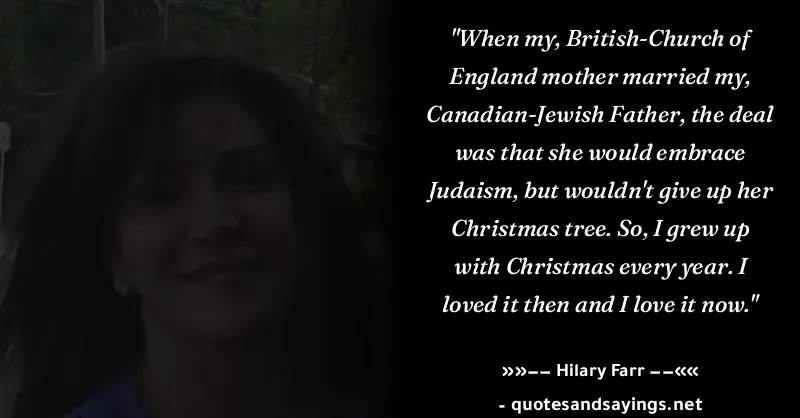 "When my, British-Church of
England mother married my,
Canadian-Jewish Father, the deal
was that she would embrace
Judaism, but wouldn't give up her
Christmas tree. So, I grew up
with Christmas every year. I
loved it then and I love it now."
»»-- Hilary Farr --««
- quotesandsayings.net